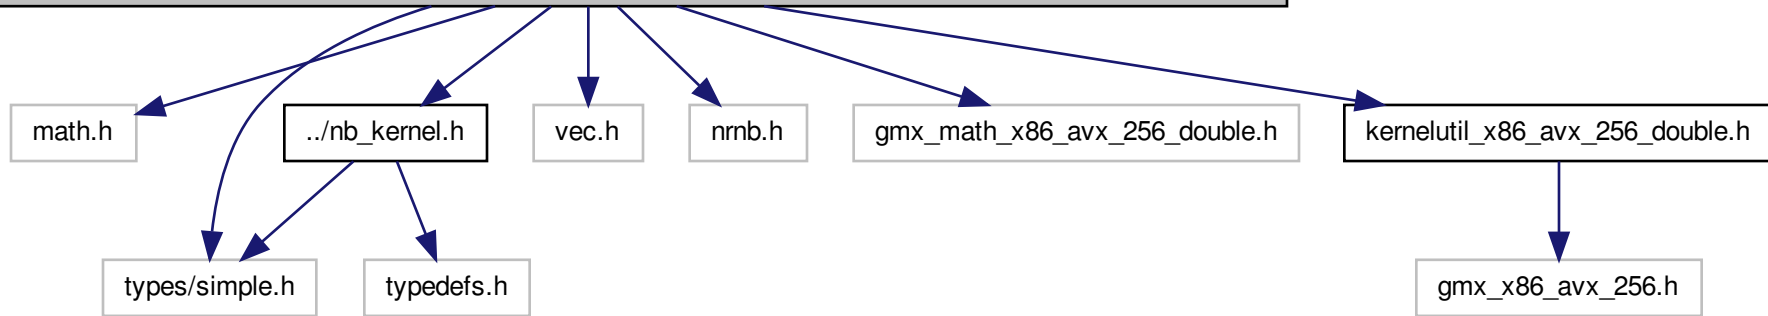 math.h
../nb_kernel.h
vec.h
nrnb.h
gmx_math_x86_avx_256_double.h
kernelutil_x86_avx_256_double.h
types/simple.h
typedefs.h
gmx_x86_avx_256.h